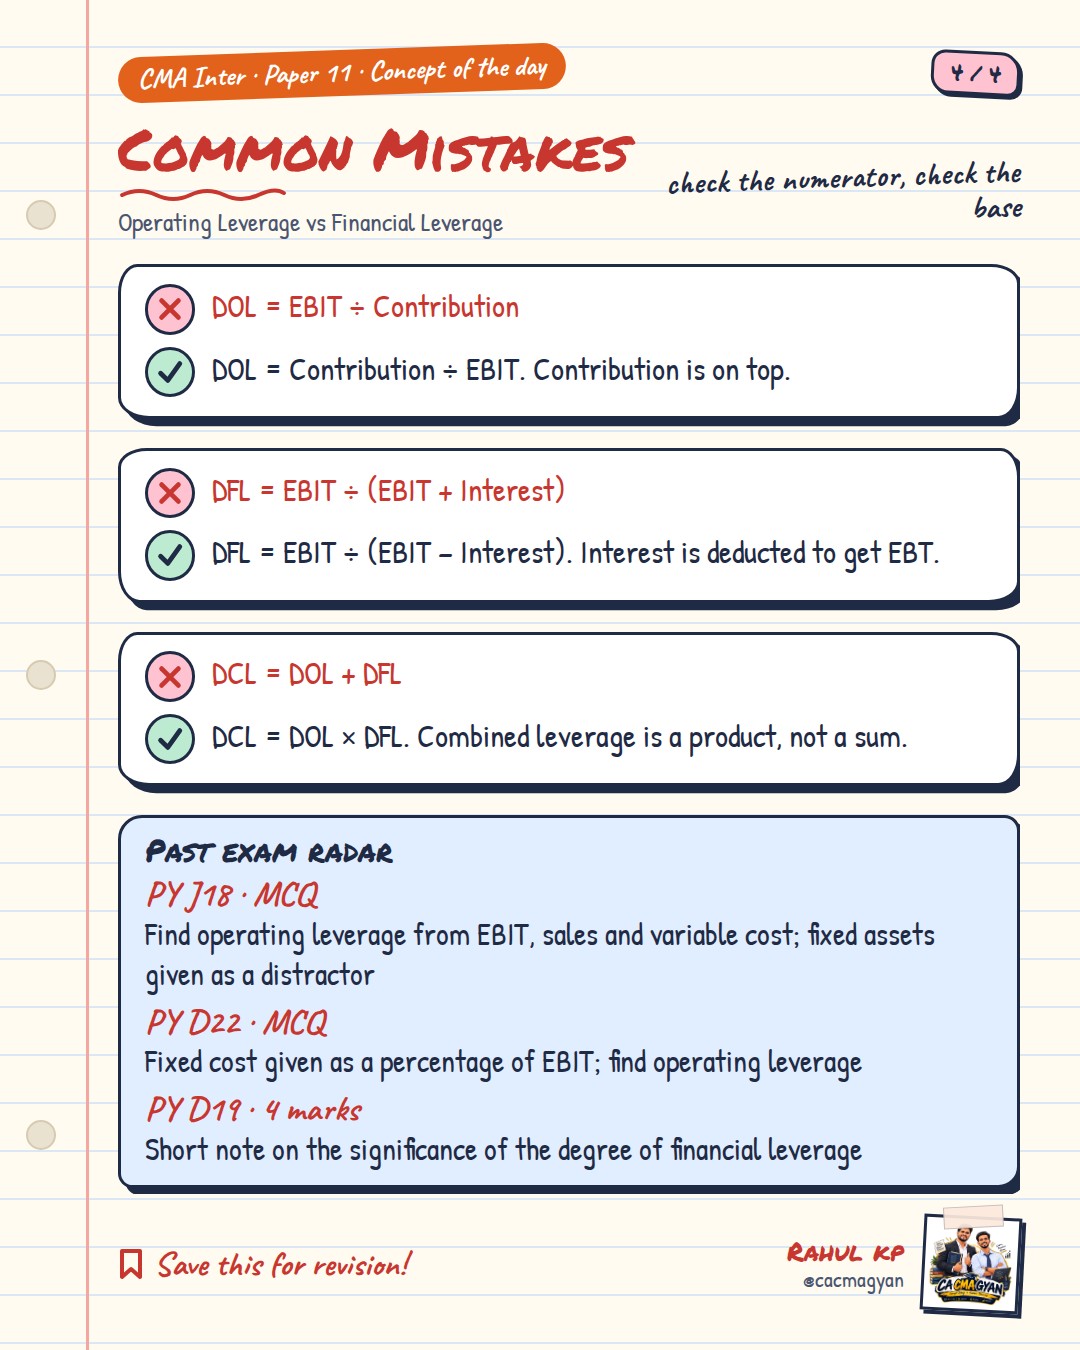 CMA Inter · Paper 11 · Concept of the day
4 / 4
Common Mistakes
check the numerator, check the
base
Operating Leverage vs Financial Leverage
DOL = EBIT ÷ Contribution
DOL = Contribution ÷ EBIT. Contribution is on top.
DFL = EBIT ÷ (EBIT + Interest)
DFL = EBIT ÷ (EBIT – Interest). Interest is deducted to get EBT.
DCL = DOL + DFL
DCL = DOL × DFL. Combined leverage is a product, not a sum.
Past exam radar
PY J18 · MCQ
Find operating leverage from EBIT, sales and variable cost; fixed assets
given as a distractor
PY D22 · MCQ
Fixed cost given as a percentage of EBIT; find operating leverage
PY D19 · 4 marks
Short note on the significance of the degree of financial leverage
Save this for revision!
Rahul KP
@cacmagyan
CA CMA GYAN